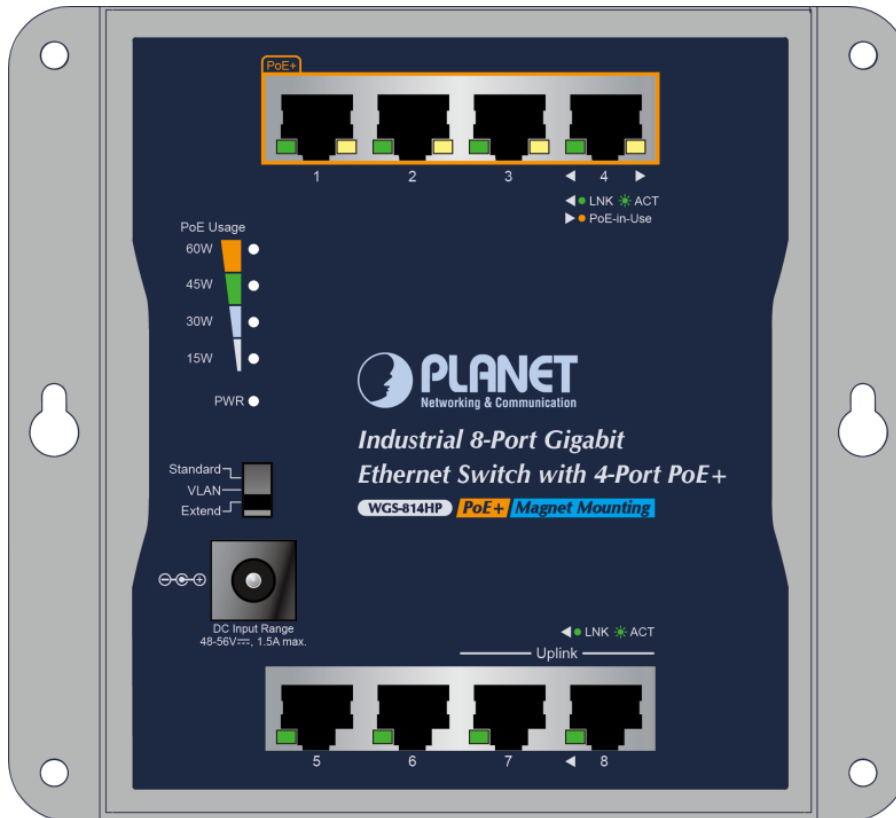 PoE+
1 2 3 4
LNK ACT
PoE-in-Use
PoE Usage
60W
45W
30W
15W
PWR
PLANET
Networking & Communication
Industrial 8-Port Gigabit
Ethernet Switch with 4-Port PoE+
WGS-814HP PoE+ Magnet Mounting
Standard
VLAN
Extend
DC Input Range
48-56V⎓, 1.5A max.
LNK ACT
Uplink
5 6 7 8